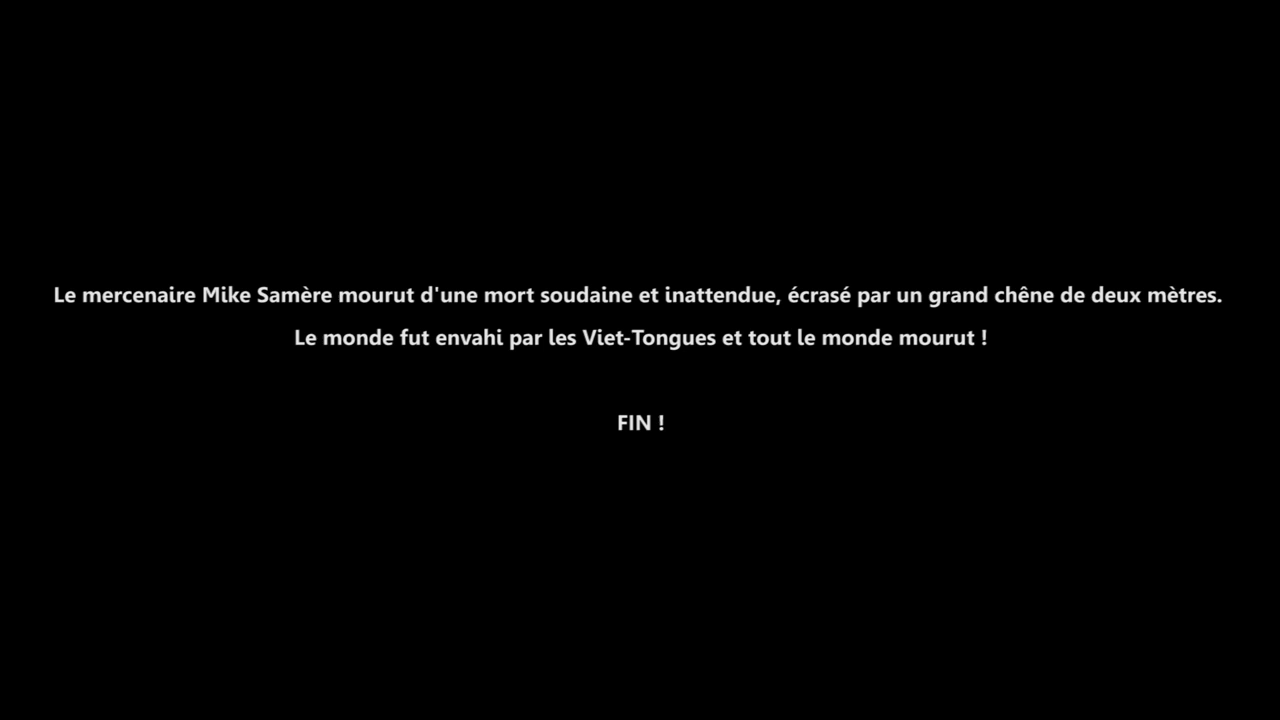 Le mercenaire Mike Samère mourut d'une mort soudaine et inattendue, écrasé par un grand chêne de deux mètres.
Le monde fut envahi par les Viet-Tongues et tout le monde mourut !
FIN !